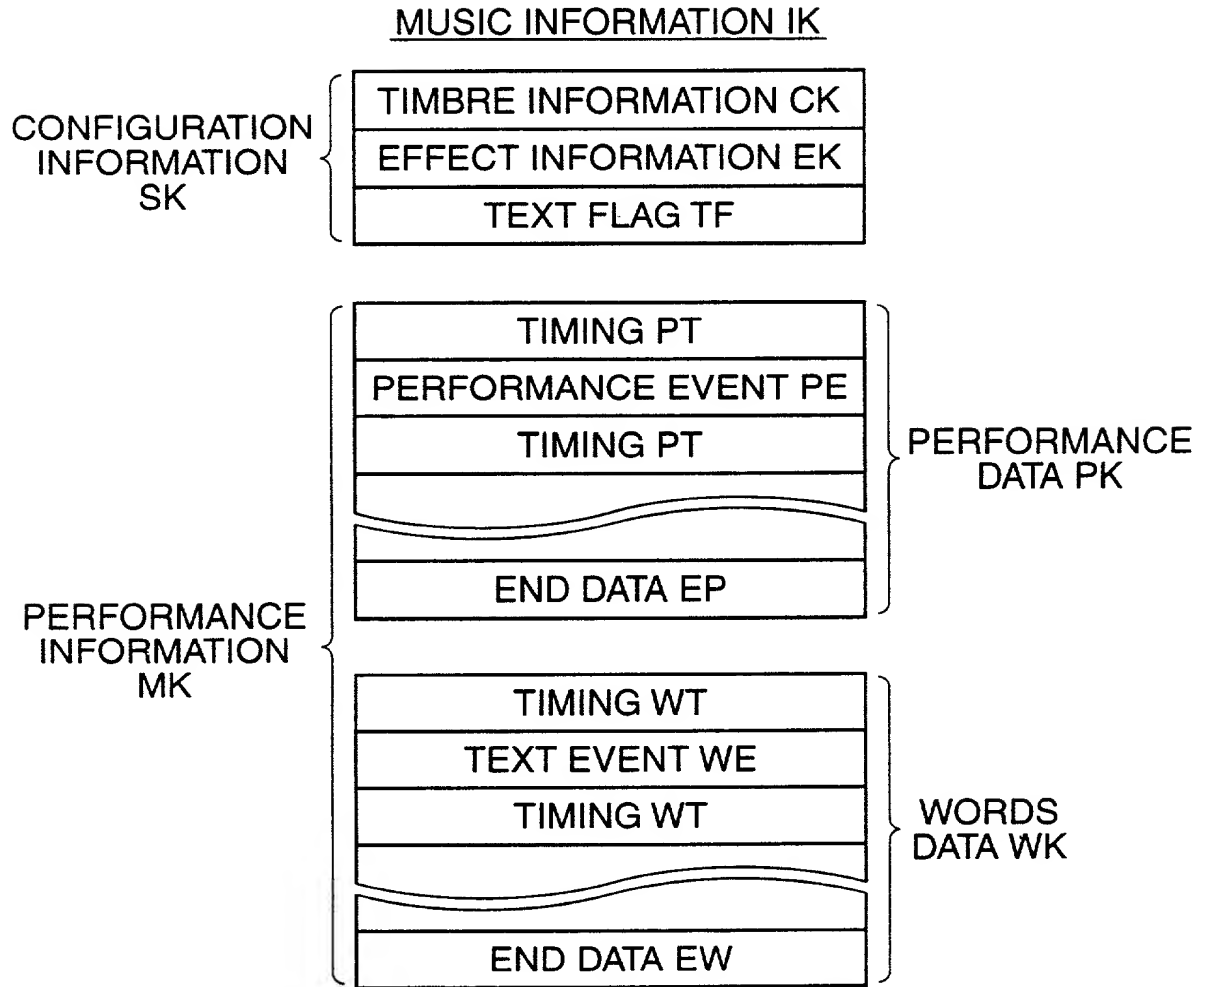 MUSIC INFORMATION IK
CONFIGURATION
INFORMATION
SK
TIMBRE INFORMATION CK
EFFECT INFORMATION EK
TEXT FLAG TF
PERFORMANCE
INFORMATION
MK
TIMING PT
PERFORMANCE EVENT PE
TIMING PT
END DATA EP
PERFORMANCE
DATA PK
TIMING WT
TEXT EVENT WE
TIMING WT
END DATA EW
WORDS
DATA WK